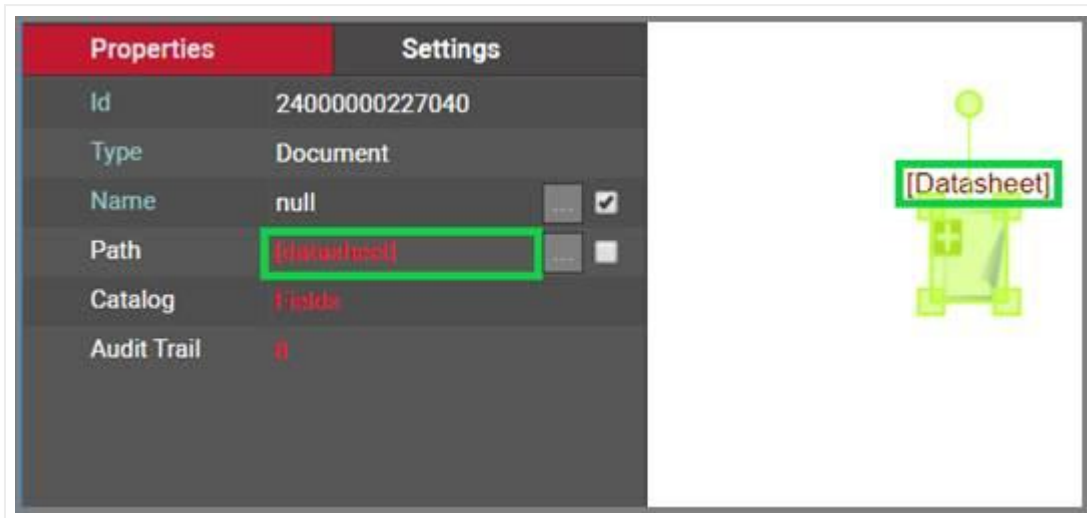 Properties Settings
Id 24000000227040
Type Document
Name null ...
Path [datasheet] ...
Catalog Fields
Audit Trail 0
[Datasheet]